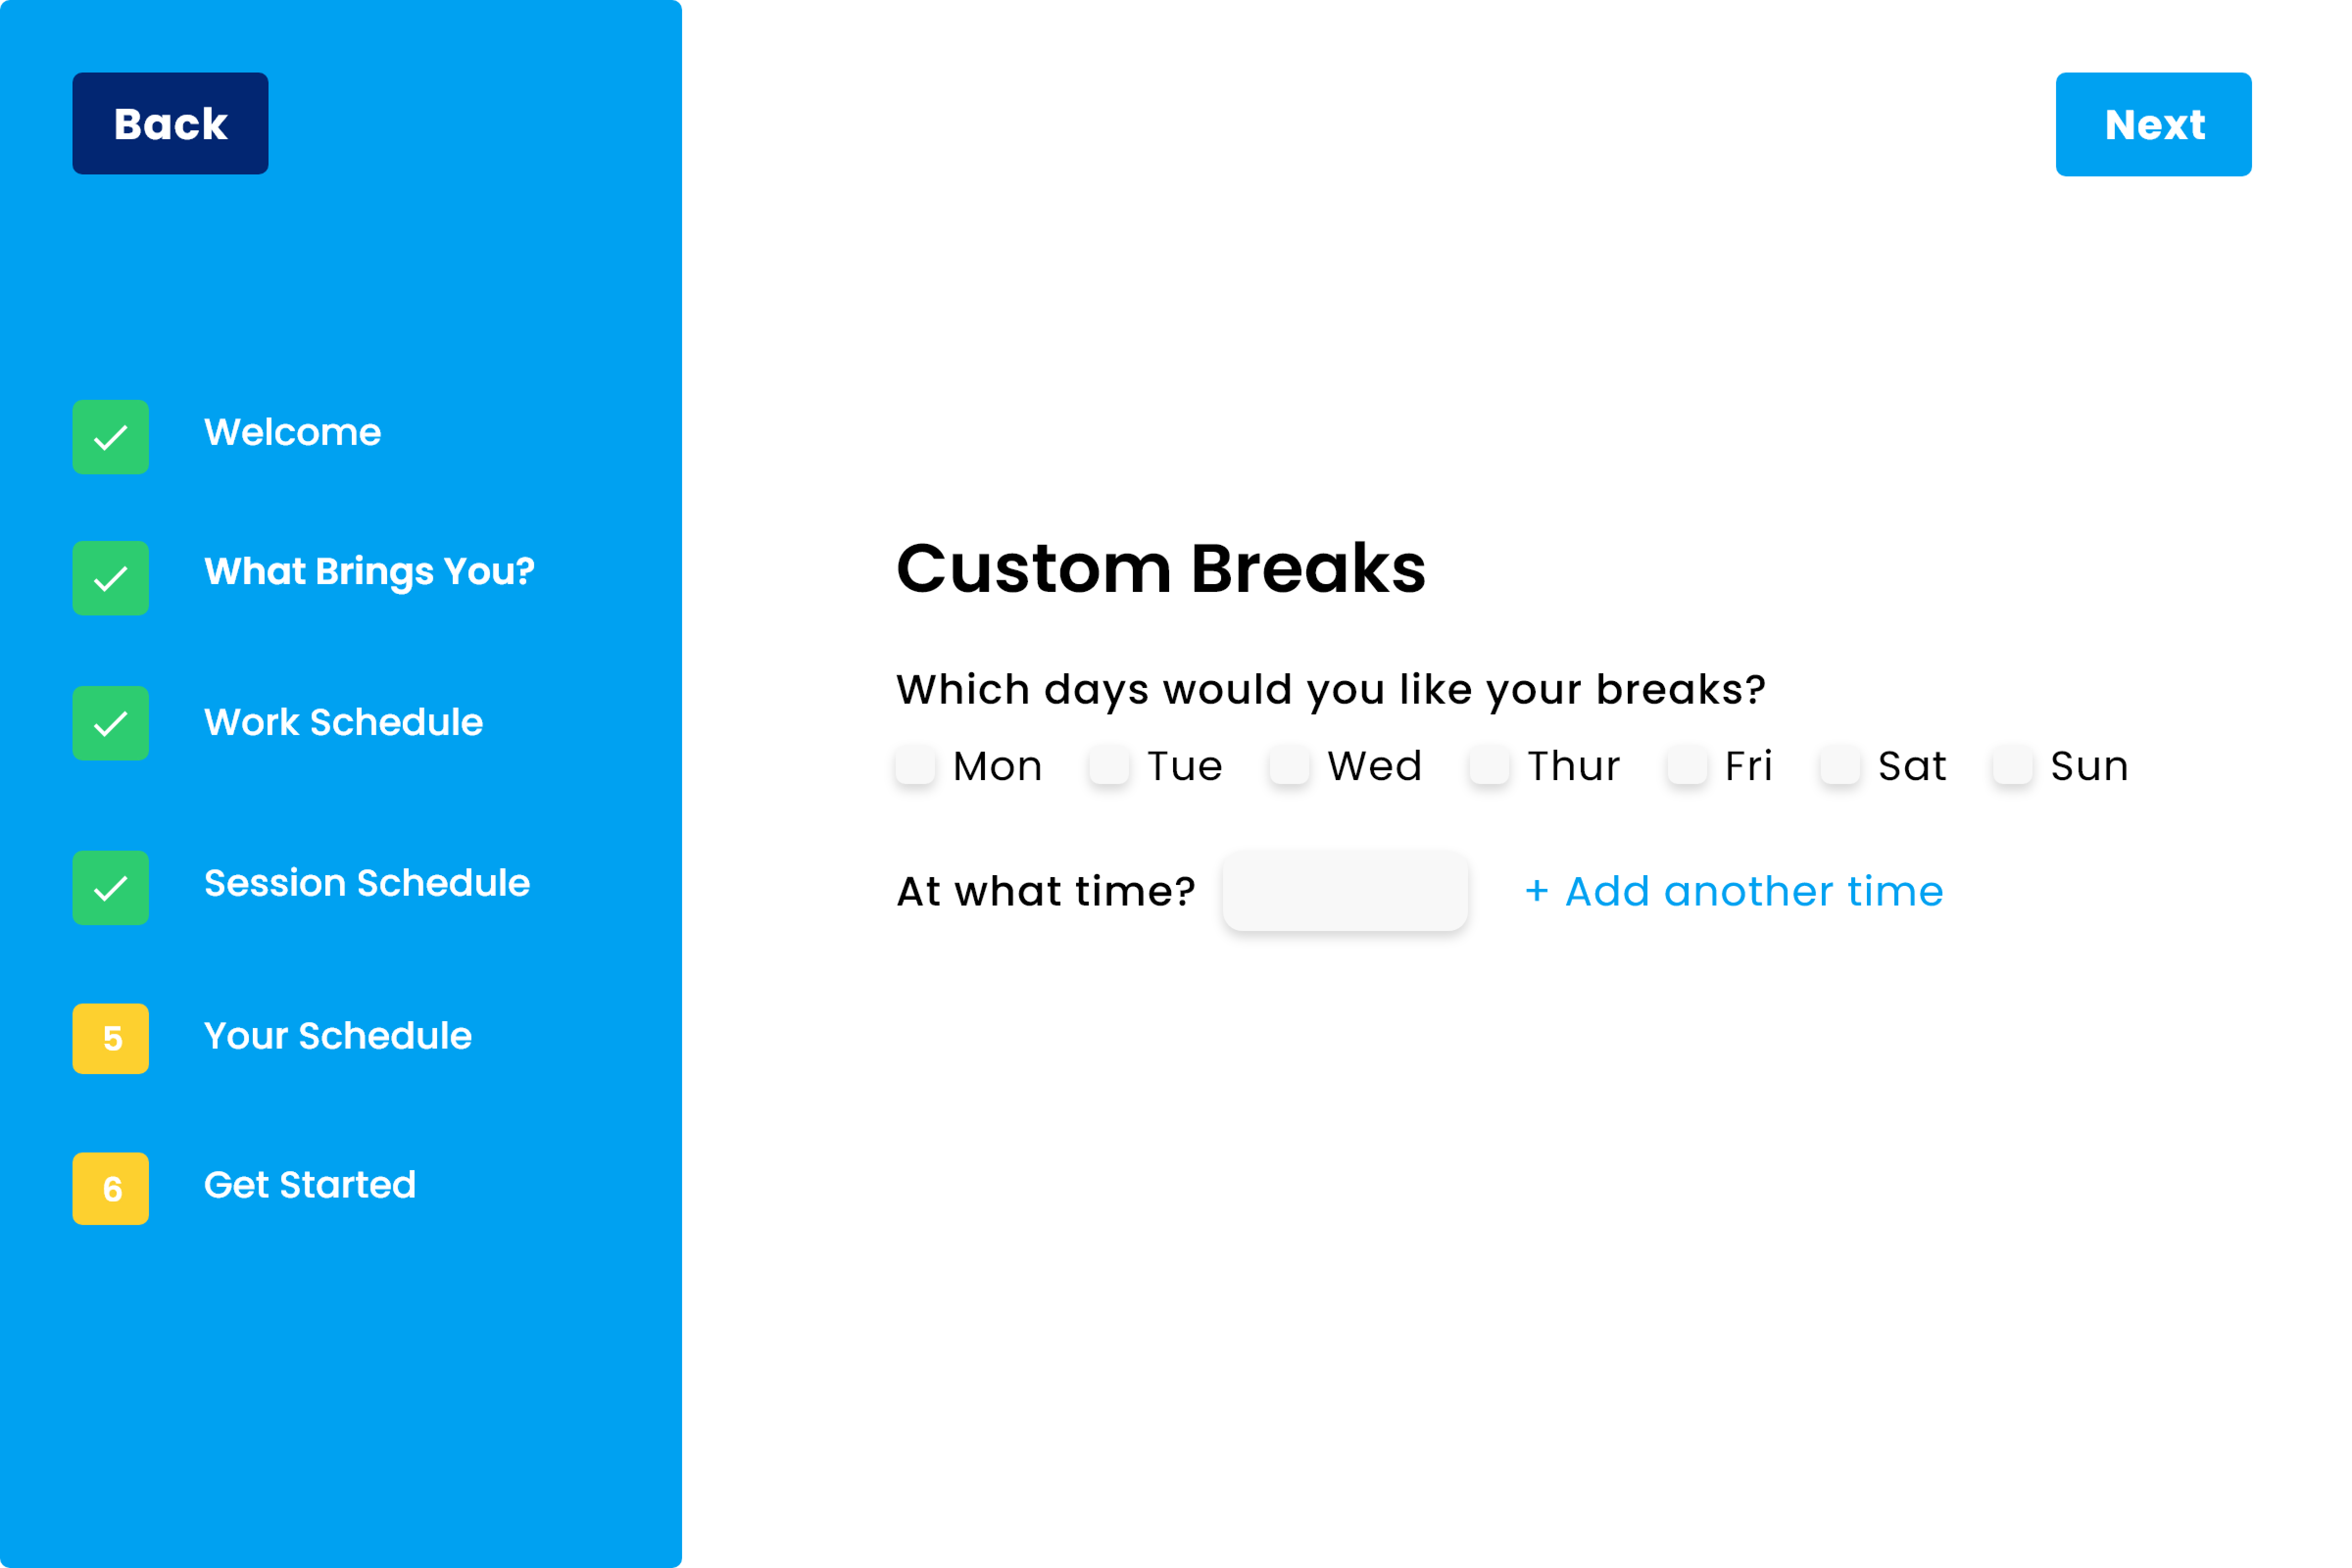 Back
Next
Welcome
What Brings You?
Work Schedule
Session Schedule
5 Your Schedule
6 Get Started
Custom Breaks
Which days would you like your breaks?
Mon Tue Wed Thur Fri Sat Sun
At what time? + Add another time